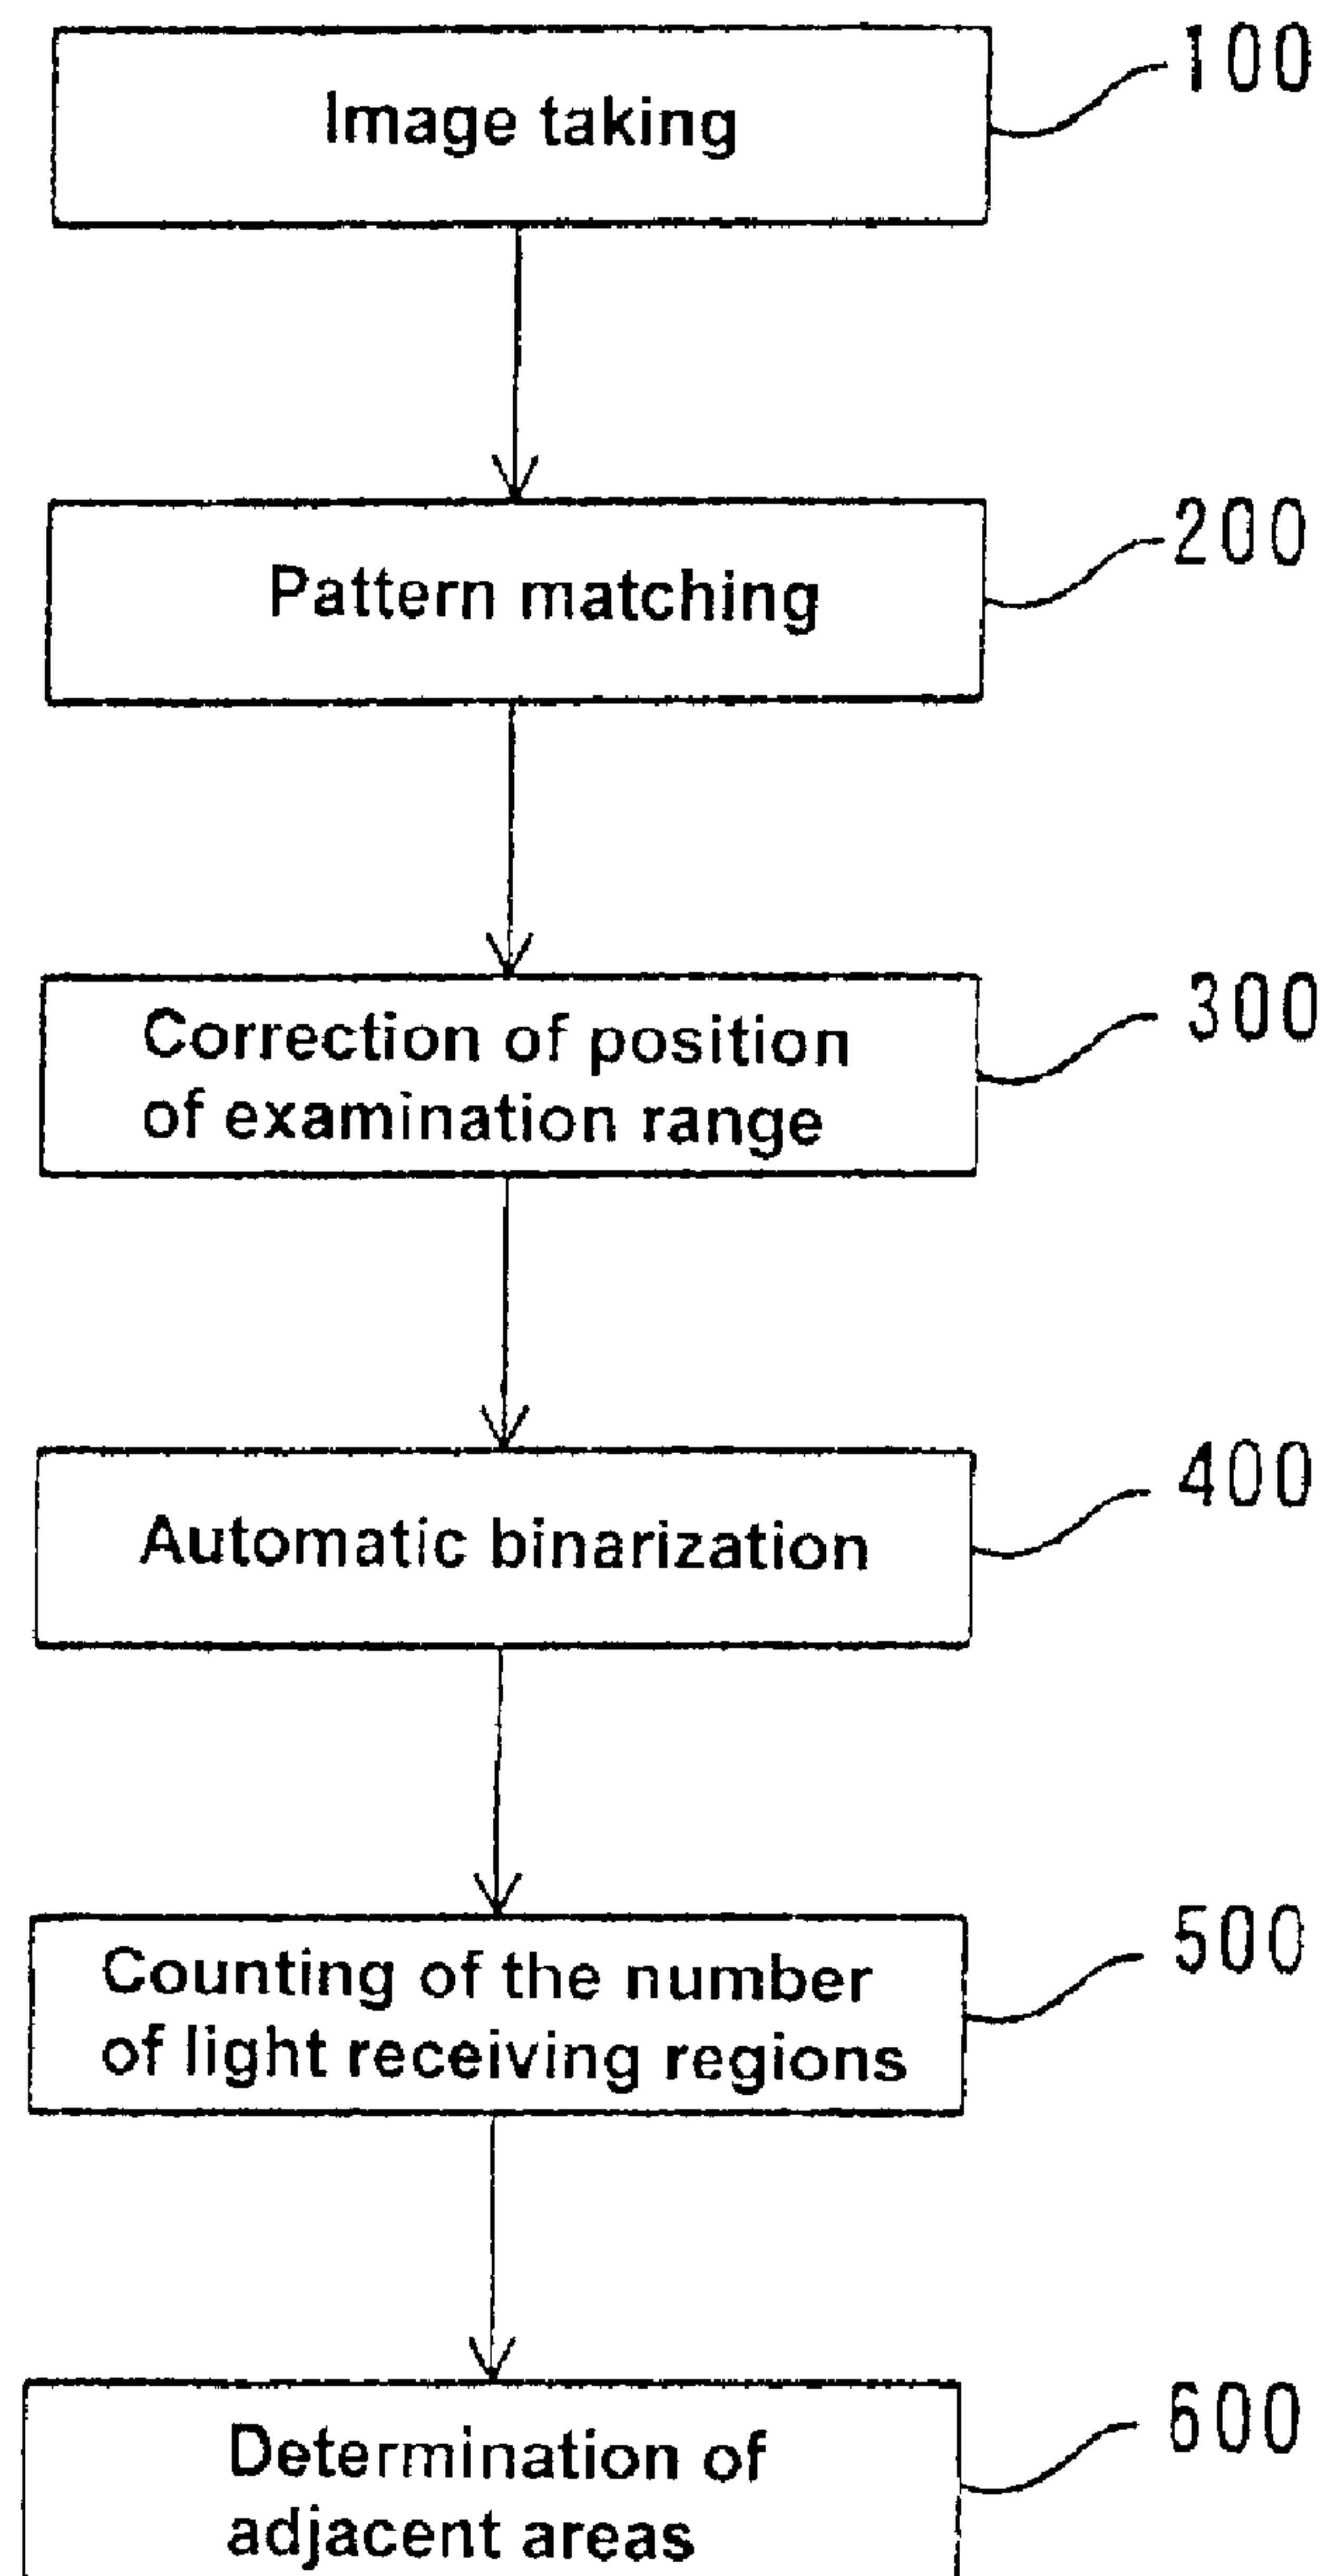 Image taking
100
Pattern matching
200
Correction of position
of examination range
300
Automatic binarization
400
Counting of the number
of light receiving regions
500
Determination of
adjacent areas
600